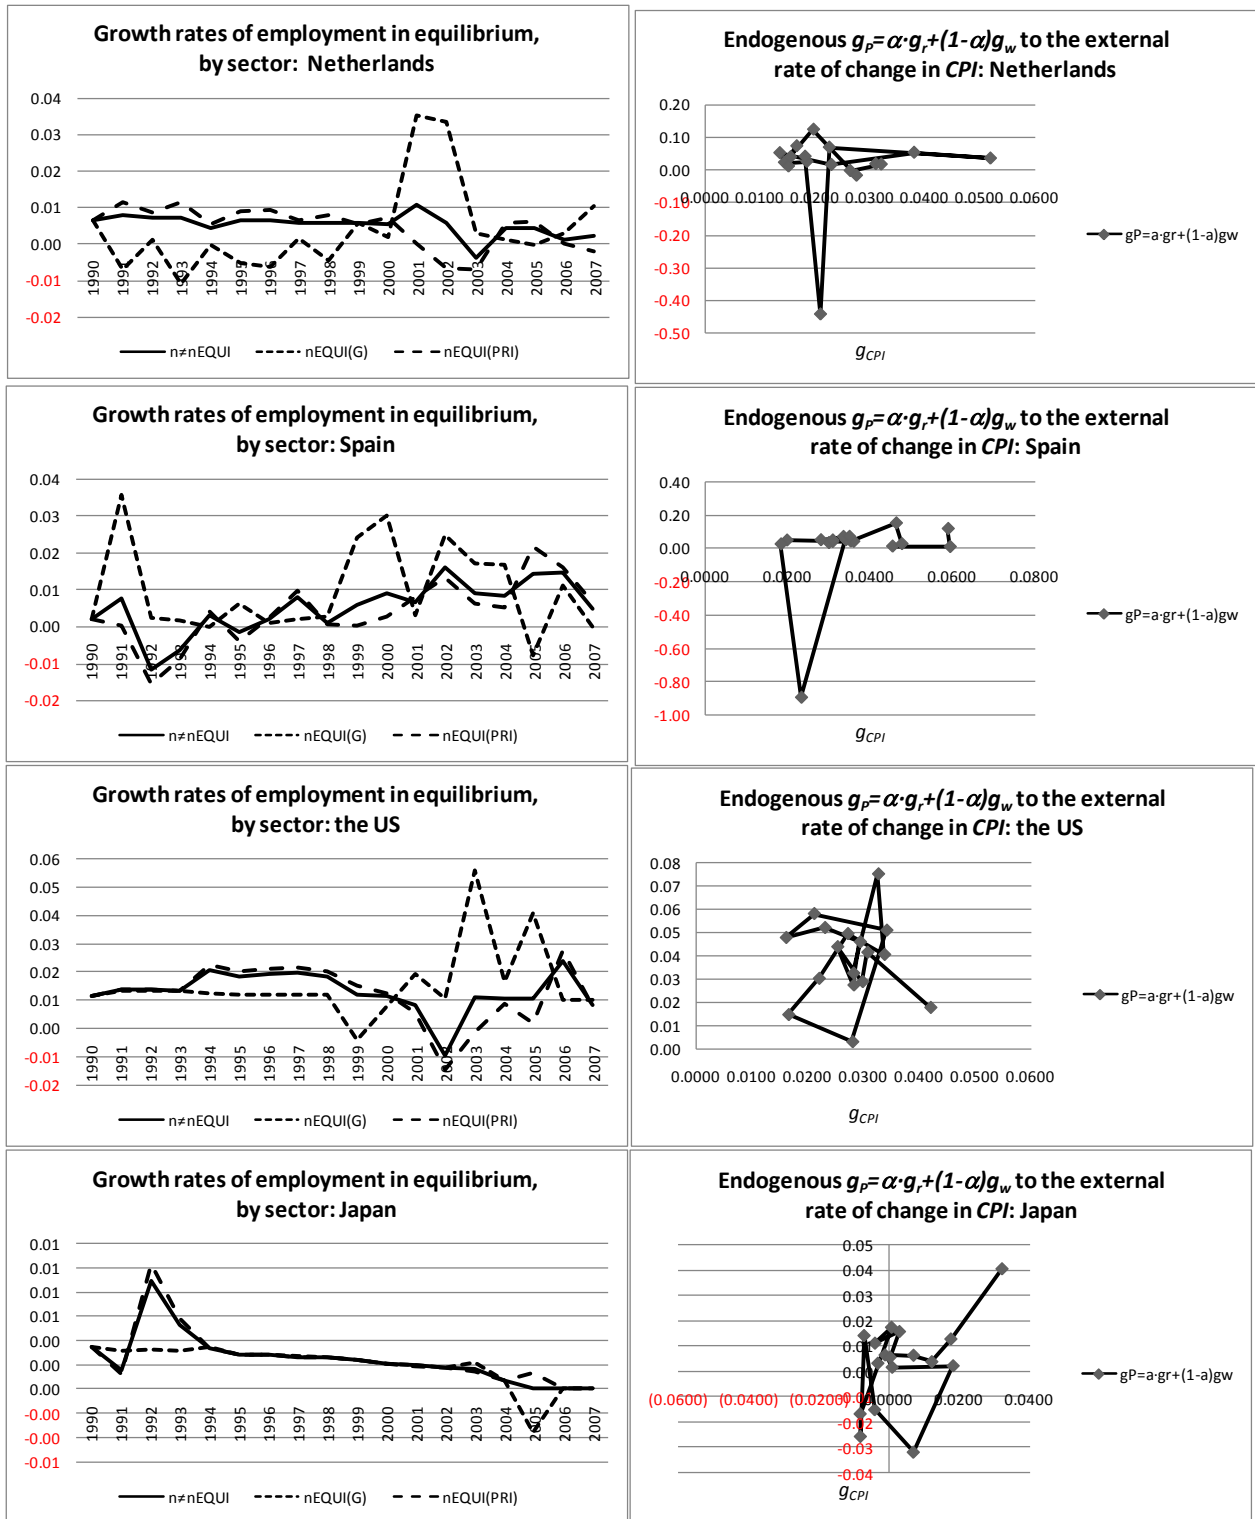 Growth rates of employment in equilibrium,
by sector:  Netherlands
0.04
0.03
0.02
0.01
0.00
-0.01
-0.02
1990 1991 1992 1993 1994 1995 1996 1997 1998 1999 2000 2001 2002 2003 2004 2005 2006 2007
n≠nEQUI nEQUI(G) nEQUI(PRI)
Endogenous gP=α·gr+(1-α)gw to the external
rate of change in CPI: Netherlands
0.20
0.10
0.00
-0.10
-0.20
-0.30
-0.40
-0.50
0.0000 0.0100 0.0200 0.0300 0.0400 0.0500 0.0600
gCPI
gP=a·gr+(1-a)gw
Growth rates of employment in equilibrium,
by sector: Spain
0.04
0.03
0.02
0.01
0.00
-0.01
-0.02
1990 1991 1992 1993 1994 1995 1996 1997 1998 1999 2000 2001 2002 2003 2004 2005 2006 2007
n≠nEQUI nEQUI(G) nEQUI(PRI)
Endogenous gP=α·gr+(1-α)gw to the external
rate of change in CPI: Spain
0.40
0.20
0.00
-0.20
-0.40
-0.60
-0.80
-1.00
0.0000 0.0200 0.0400 0.0600 0.0800
gCPI
gP=a·gr+(1-a)gw
Growth rates of employment in equilibrium,
by sector: the US
0.06
0.05
0.04
0.03
0.02
0.01
0.00
-0.01
-0.02
1990 1991 1992 1993 1994 1995 1996 1997 1998 1999 2000 2001 2002 2003 2004 2005 2006 2007
n≠nEQUI nEQUI(G) nEQUI(PRI)
Endogenous gP=α·gr+(1-α)gw to the external
rate of change in CPI: the US
0.08
0.07
0.06
0.05
0.04
0.03
0.02
0.01
0.00
0.0000 0.0100 0.0200 0.0300 0.0400 0.0500 0.0600
gCPI
gP=a·gr+(1-a)gw
Growth rates of employment in equilibrium,
by sector: Japan
0.01
0.01
0.01
0.01
0.00
0.00
0.00
-0.00
-0.00
-0.01
1990 1991 1992 1993 1994 1995 1996 1997 1998 1999 2000 2001 2002 2003 2004 2005 2006 2007
n≠nEQUI nEQUI(G) nEQUI(PRI)
Endogenous gP=α·gr+(1-α)gw to the external
rate of change in CPI: Japan
0.05
0.04
0.03
0.02
0.01
0.00
-0.01
-0.02
-0.03
-0.04
(0.0600) (0.0400) (0.0200) 0.0000 0.0200 0.0400
gCPI
gP=a·gr+(1-a)gw